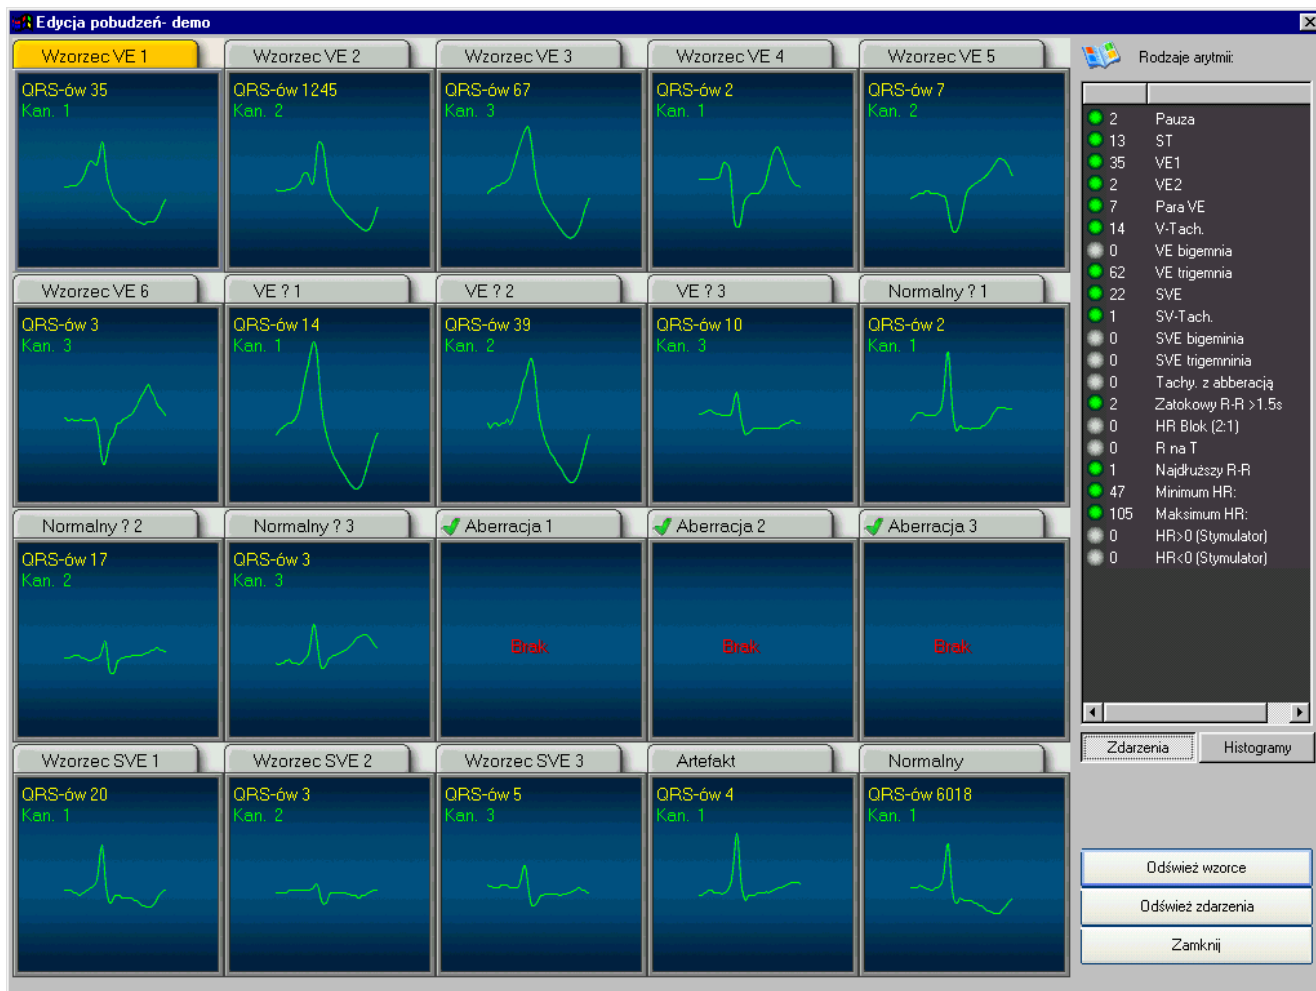 Edycja pobudzeń- demo
Wzorzec VE 1
Wzorzec VE 2
Wzorzec VE 3
Wzorzec VE 4
Wzorzec VE 5
QRS-ów 35
Kan. 1
QRS-ów 1245
Kan. 2
QRS-ów 67
Kan. 3
QRS-ów 2
Kan. 1
QRS-ów 7
Kan. 2
Wzorzec VE 6
VE ? 1
VE ? 2
VE ? 3
Normalny ? 1
QRS-ów 3
Kan. 3
QRS-ów 14
Kan. 1
QRS-ów 39
Kan. 2
QRS-ów 10
Kan. 3
QRS-ów 2
Kan. 1
Normalny ? 2
Normalny ? 3
Aberracja 1
Aberracja 2
Aberracja 3
QRS-ów 17
Kan. 2
QRS-ów 3
Kan. 3
Brak
Brak
Brak
Wzorzec SVE 1
Wzorzec SVE 2
Wzorzec SVE 3
Artefakt
Normalny
QRS-ów 20
Kan. 1
QRS-ów 3
Kan. 2
QRS-ów 5
Kan. 3
QRS-ów 4
Kan. 1
QRS-ów 6018
Kan. 1
Rodzaje arytmii:
2 Pauza
13 ST
35 VE1
2 VE2
7 Para VE
14 V-Tach.
0 VE bigemnia
62 VE trigemnia
22 SVE
1 SV-Tach.
0 SVE bigeminia
0 SVE trigemninia
0 Tachy. z abberacją
2 Zatokowy R-R >1.5s
0 HR Blok (2:1)
0 R na T
1 Najdłuższy R-R
47 Minimum HR:
105 Maksimum HR:
0 HR>0 (Stymulator)
0 HR<0 (Stymulator)
Zdarzenia
Histogramy
Odśwież wzorce
Odśwież zdarzenia
Zamknij